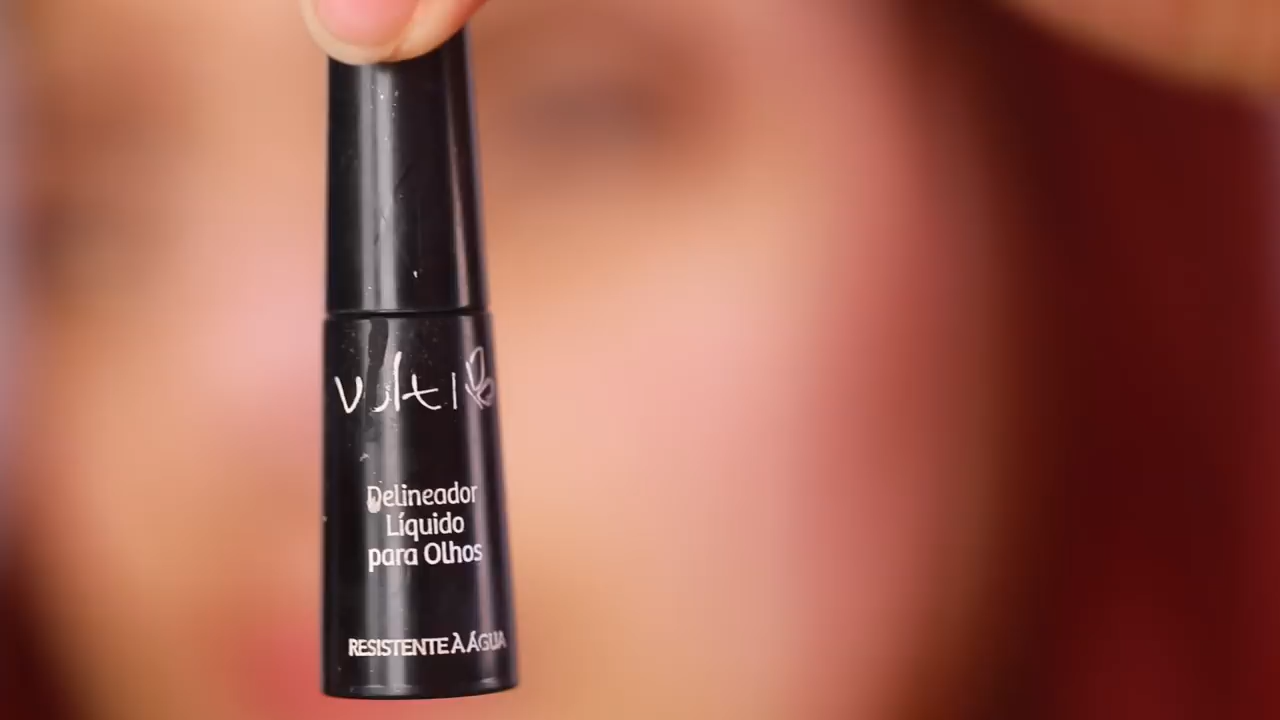 Vult
Delineador
Líquido
para Olhos
RESISTENTE À ÁGUA